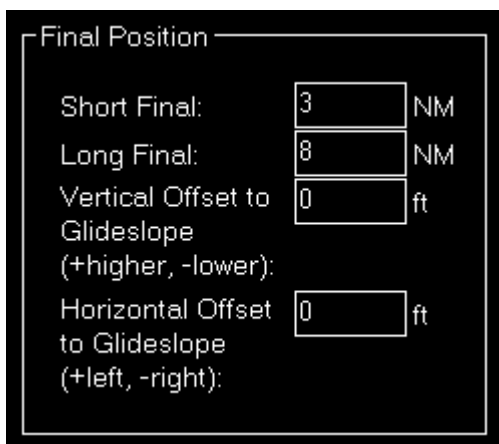 Final Position
Short Final: 3 NM
Long Final: 8 NM
Vertical Offset to 0 ft
Glideslope
(+higher, -lower):
Horizontal Offset 0 ft
to Glideslope
(+left, -right):